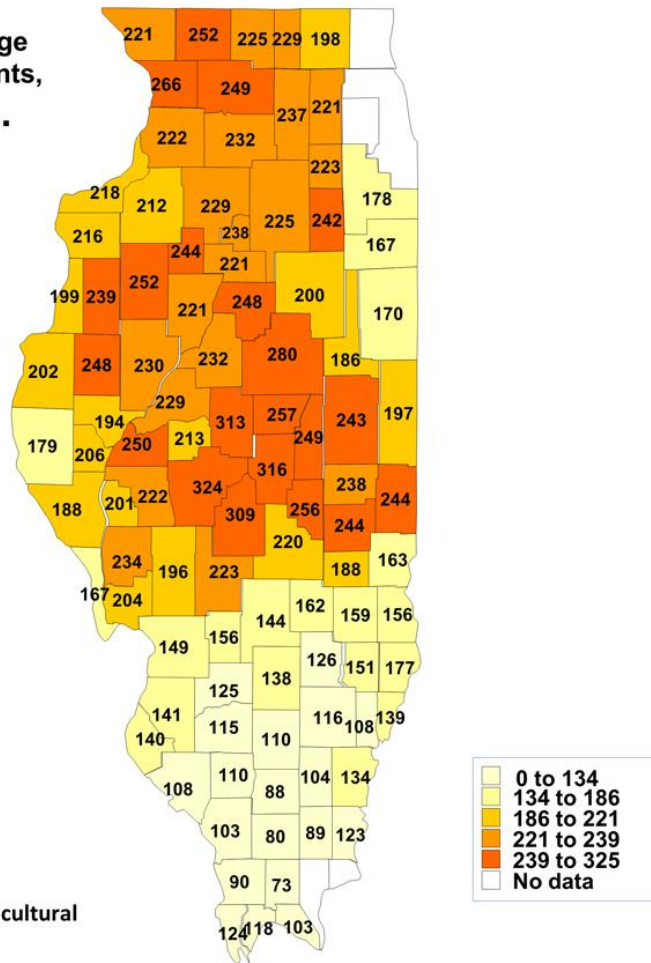 ge
nts,
.
221 252 225 229 198
266 249 237 221
222 232 223
218 212 229 225 242 178
216 238 167
244 221
199 239 252 221 248 200 170
202 248 230 232 280 186
229 197
179 194 250 213 313 257 249 243
206
188 201 222 324 316 238 244
309 256 244
220
234 196 223 188 163
167 204
149 156 144 162 159 156
126 151 177
125 138
141 115 116 108 139
140 110
108 110 88 104 134
103 80 89 123
90 73
124 118 103
0 to 134
134 to 186
186 to 221
221 to 239
239 to 325
No data
cultural